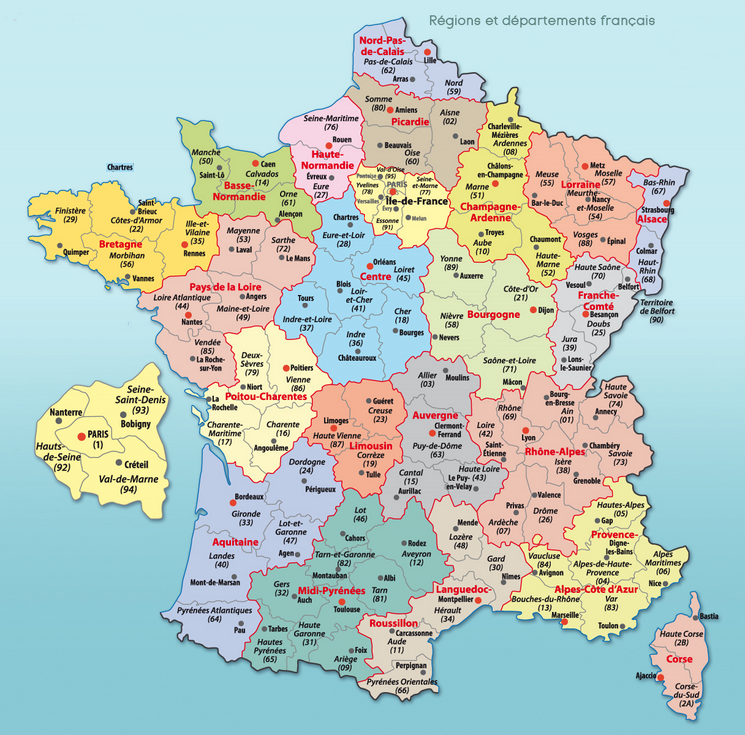 Régions et départements français
Nord-Pas-
de-Calais
Lille
Pas-de-Calais
(62)
Arras
Nord
(59)
Somme
(80)
Amiens
Picardie
Aisne
(02)
Beauvais
Laon
Oise
(60)
Seine-Maritime
(76)
Rouen
Haute-
Normandie
Évreux
Eure
(27)
Manche
(50)
Saint-Lô
Caen
Calvados
(14)
Basse-
Normandie
Orne
(61)
Alençon
Charleville-
Mézières
Ardennes
(08)
Châlons-
en-Champagne
Marne
(51)
Champagne-
Ardenne
Troyes
Aube
(10)
Chaumont
Haute-
Marne
(52)
Metz
Meuse
(55)
Moselle
(57)
Lorraine
Bar-le-Duc
Meurthe-
Nancy
et-Moselle
(54)
Vosges
(88)
Épinal
Bas-Rhin
(67)
Strasbourg
Alsace
Colmar
Haut-
Rhin
(68)
Val-d'Oise
Pontoise
(95)
Yvelines
(78)
PARIS
Seine-
et-Marne
(77)
Versailles
Île-de-France
Évry
Melun
Essonne
(91)
Chartres
Finistère
(29)
Saint-
Brieuc
Côtes-d'Armor
(22)
Ille-et-
Vilaine
(35)
Bretagne
Rennes
Quimper
Morbihan
(56)
Vannes
Mayenne
(53)
Laval
Sarthe
(72)
Le Mans
Pays de la Loire
Loire Atlantique
(44)
Nantes
Angers
Maine-et-Loire
(49)
Vendée
(85)
La Roche-
sur-Yon
Chartres
Eure-et-Loir
(28)
Orléans
Loiret
(45)
Centre
Blois
Loir-
et-Cher
(41)
Tours
Indre-et-Loire
(37)
Cher
(18)
Bourges
Indre
(36)
Châteauroux
Yonne
(89)
Auxerre
Côte-d'Or
(21)
Dijon
Bourgogne
Nièvre
(58)
Nevers
Saône-et-Loire
(71)
Mâcon
Haute Saône
(70)
Vesoul
Belfort
Territoire
de Belfort
(90)
Franche-
Comté
Besançon
Doubs
(25)
Jura
(39)
Lons-
le-Saunier
Deux-
Sèvres
(79)
Poitiers
Niort
Vienne
(86)
Poitou-Charentes
La
Rochelle
Charente-
Maritime
(17)
Charente
(16)
Angoulême
Guéret
Creuse
(23)
Limoges
Haute Vienne
(87)
Limousin
Corrèze
(19)
Tulle
Allier
(03)
Moulins
Auvergne
Clermont-
Ferrand
Puy-de-Dôme
(63)
Cantal
(15)
Aurillac
Haute Loire
(43)
Le Puy-
en-Velay
Rhône
(69)
Bourg-
en-Bresse
Ain
(01)
Haute
Savoie
(74)
Annecy
Loire
(42)
Lyon
Saint-
Étienne
Rhône-Alpes
Chambéry
Savoie
(73)
Isère
(38)
Grenoble
Valence
Privas
Ardèche
(07)
Drôme
(26)
Seine-
Saint-Denis
(93)
Nanterre
Bobigny
PARIS
(1)
Hauts-
de-Seine
(92)
Créteil
Val-de-Marne
(94)
Dordogne
(24)
Périgueux
Bordeaux
Gironde
(33)
Lot-et-
Garonne
(47)
Agen
Aquitaine
Landes
(40)
Mont-de-Marsan
Pyrénées Atlantiques
(64)
Pau
Lot
(46)
Cahors
Rodez
Aveyron
(12)
Tarn-et-Garonne
(82)
Montauban
Albi
Tarn
(81)
Gers
(32)
Auch
Midi-Pyrénées
Toulouse
Tarbes
Hautes
Pyrénées
(65)
Haute
Garonne
(31)
Foix
Ariège
(09)
Mende
Lozère
(48)
Gard
(30)
Nîmes
Languedoc-
Montpellier
Hérault
(34)
Roussillon
Carcassonne
Aude
(11)
Perpignan
Pyrénées Orientales
(66)
Hautes-Alpes
(05)
Gap
Provence-
Digne-
les-Bains
Vaucluse
(84)
Avignon
Alpes-de-Haute-
Provence
(04)
Alpes
Maritimes
(06)
Nice
Alpes-Côte d'Azur
Bouches-du-Rhône
(13)
Marseille
Var
(83)
Toulon
Bastia
Haute Corse
(2B)
Corse
Ajaccio
Corse-
du-Sud
(2A)